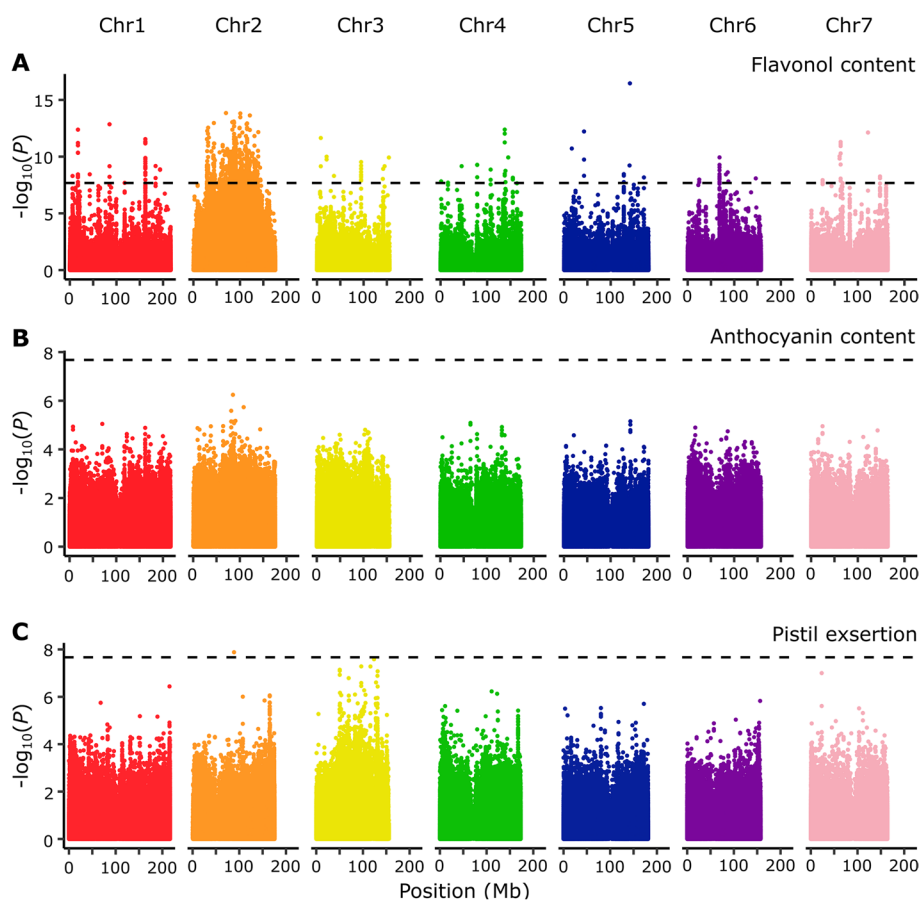 Chr1 Chr2 Chr3 Chr4 Chr5 Chr6 Chr7
A Flavonol content
15
10
5
0
-log10(P)
0 100 200 0 100 200 0 100 200 0 100 200 0 100 200 0 100 200 0 100 200
B Anthocyanin content
8
6
4
2
0
-log10(P)
0 100 200 0 100 200 0 100 200 0 100 200 0 100 200 0 100 200 0 100 200
C Pistil exsertion
8
6
4
2
0
-log10(P)
0 100 200 0 100 200 0 100 200 0 100 200 0 100 200 0 100 200 0 100 200
Position (Mb)